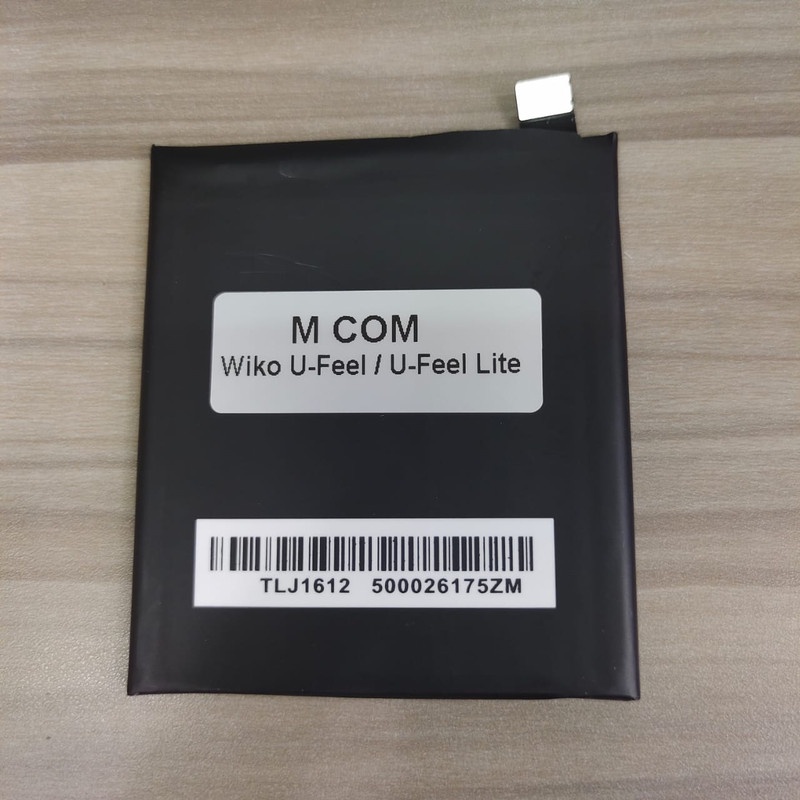 M COM
Wiko U-Feel / U-Feel Lite
TLJ1612 500026175ZM